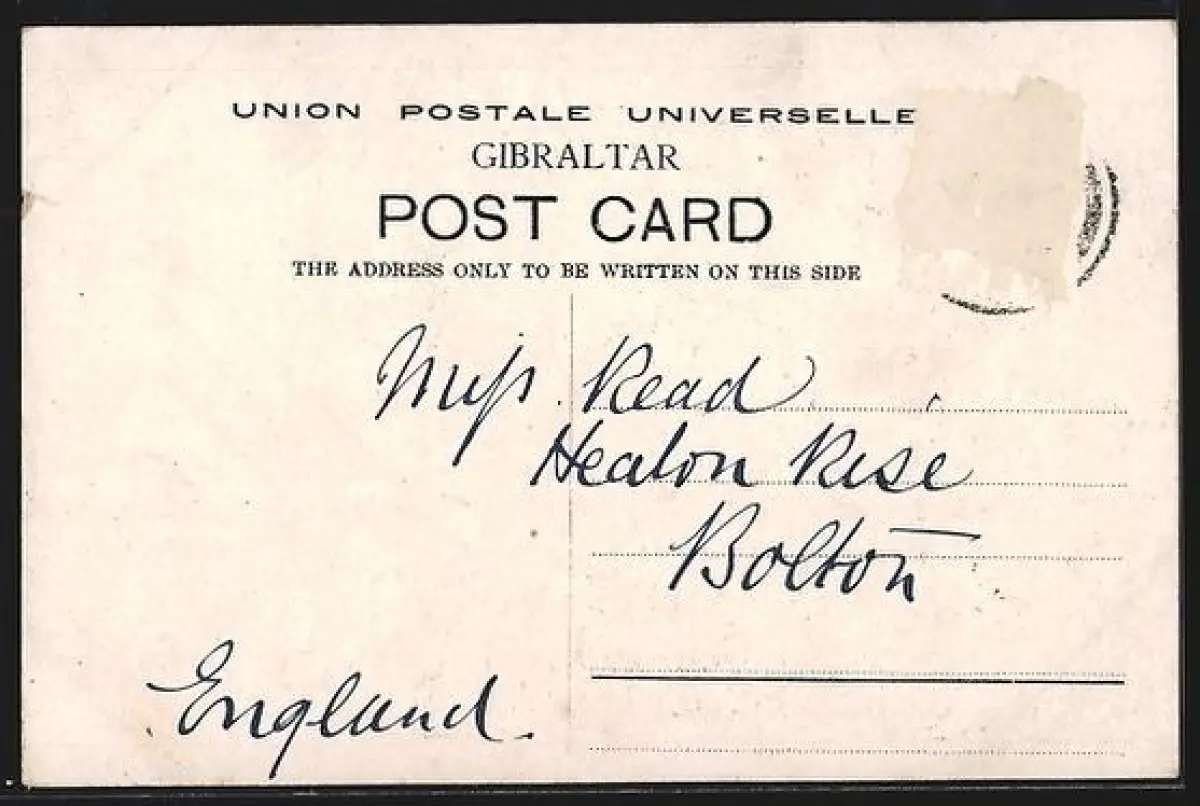 UNION POSTALE UNIVERSELLE
GIBRALTAR
POST CARD
THE ADDRESS ONLY TO BE WRITTEN ON THIS SIDE
Miss Read
Heaton Rise
Bolton
England.